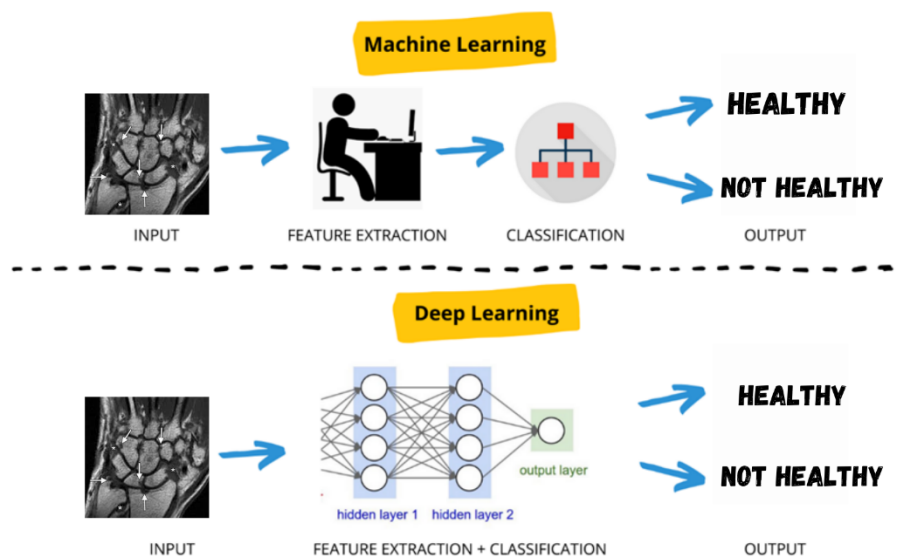 Machine Learning
HEALTHY
NOT HEALTHY
INPUT
FEATURE EXTRACTION
CLASSIFICATION
OUTPUT
Deep Learning
HEALTHY
output layer
NOT HEALTHY
hidden layer 1
hidden layer 2
INPUT
FEATURE EXTRACTION + CLASSIFICATION
OUTPUT